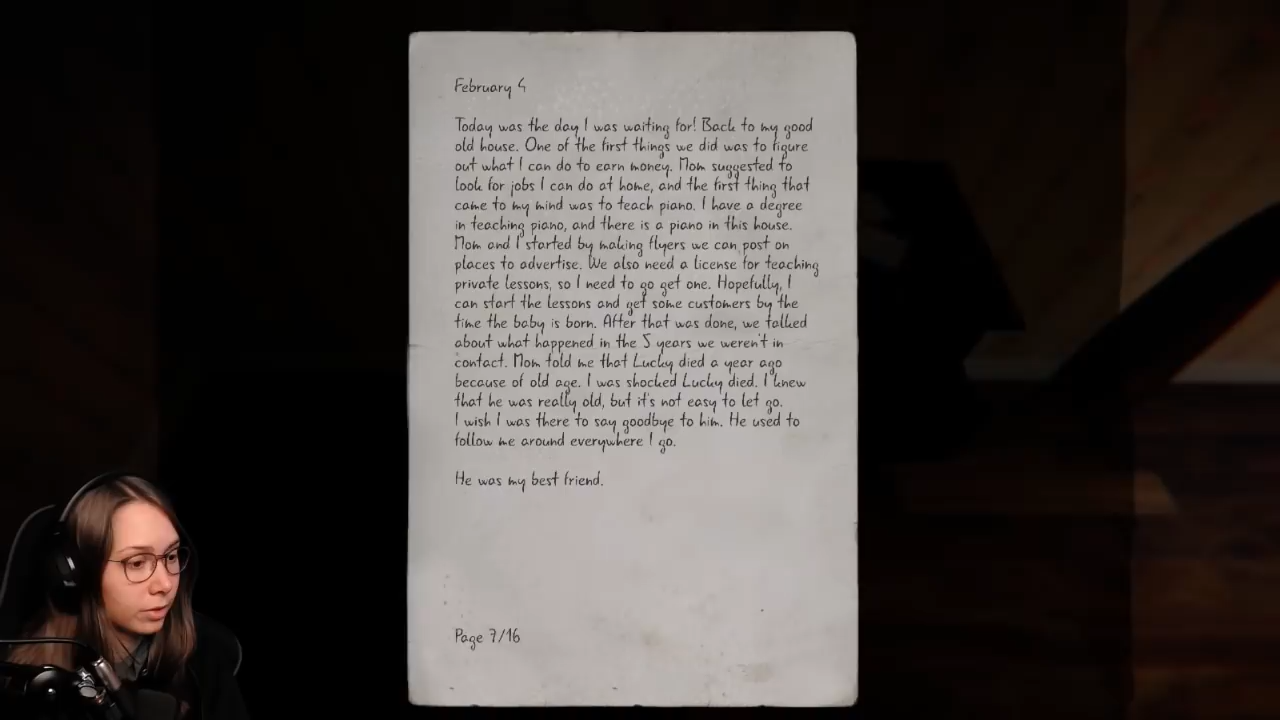 February 4
Today was the day I was waiting for! Back to my good
old house. One of the first things we did was to figure
out what I can do to earn money. Mom suggested to
look for jobs I can do at home, and the first thing that
came to my mind was to teach piano. I have a degree
in teaching piano, and there is a piano in this house.
Mom and I started by making flyers we can post on
places to advertise. We also need a license for teaching
private lessons, so I need to go get one. Hopefully, I
can start the lessons and get some customers by the
time the baby is born. After that was done, we talked
about what happened in the 5 years we weren't in
contact. Mom told me that Lucky died a year ago
because of old age. I was shocked Lucky died. I knew
that he was really old, but it's not easy to let go.
I wish I was there to say goodbye to him. He used to
follow me around everywhere I go.
He was my best friend.
Page 7/16